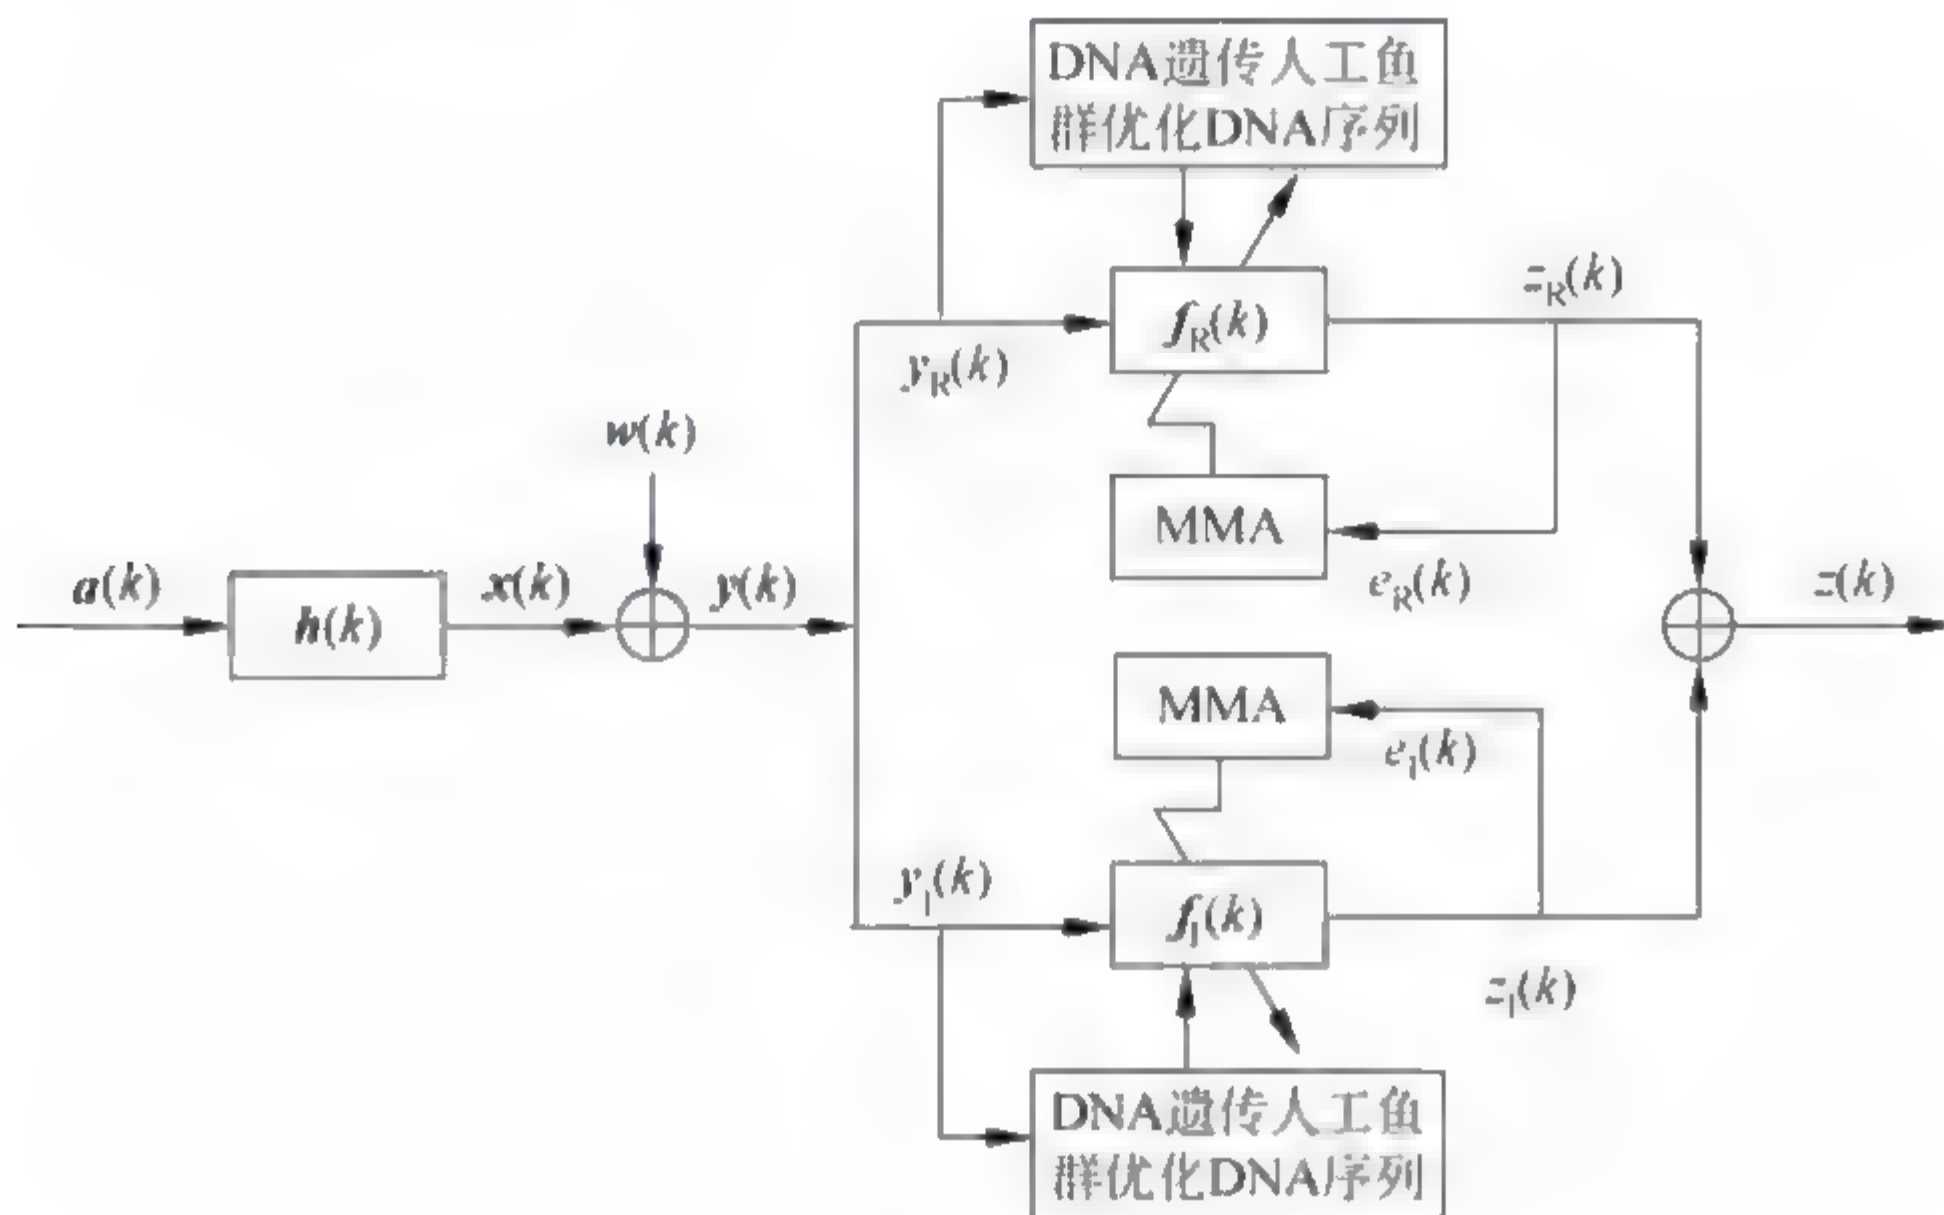 DNA遗传人工鱼
群优化DNA序列
z_R(k)
f_R(k)
y_R(k)
w(k)
MMA
a(k)
x(k)
y(k)
e_R(k)
z(k)
h(k)
MMA
e_I(k)
y_I(k)
f_I(k)
z_I(k)
DNA遗传人工鱼
群优化DNA序列